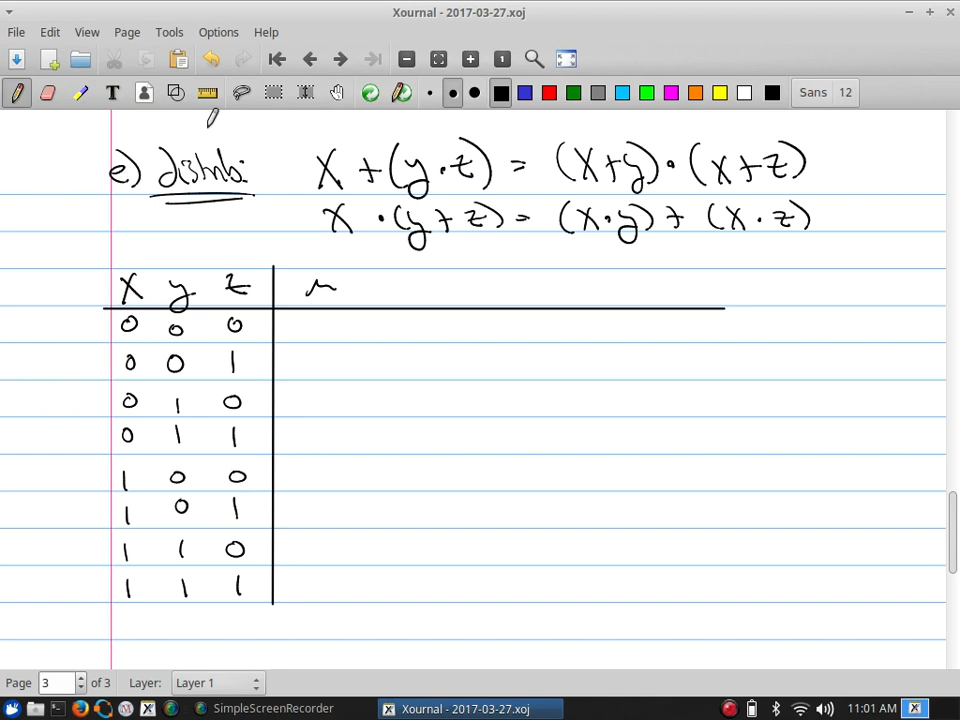 Xournal - 2017-03-27.xoj
File Edit View Page Tools Options Help
Sans 12
e) distrib: x + (y · z) = (x + y) · (x + z)
x · (y + z) = (x · y) + (x · z)
x y z
0 0 0
0 0 1
0 1 0
0 1 1
1 0 0
1 0 1
1 1 0
1 1 1
Page 3 of 3 Layer: Layer 1
SimpleScreenRecorder Xournal - 2017-03-27.xoj 11:01 AM